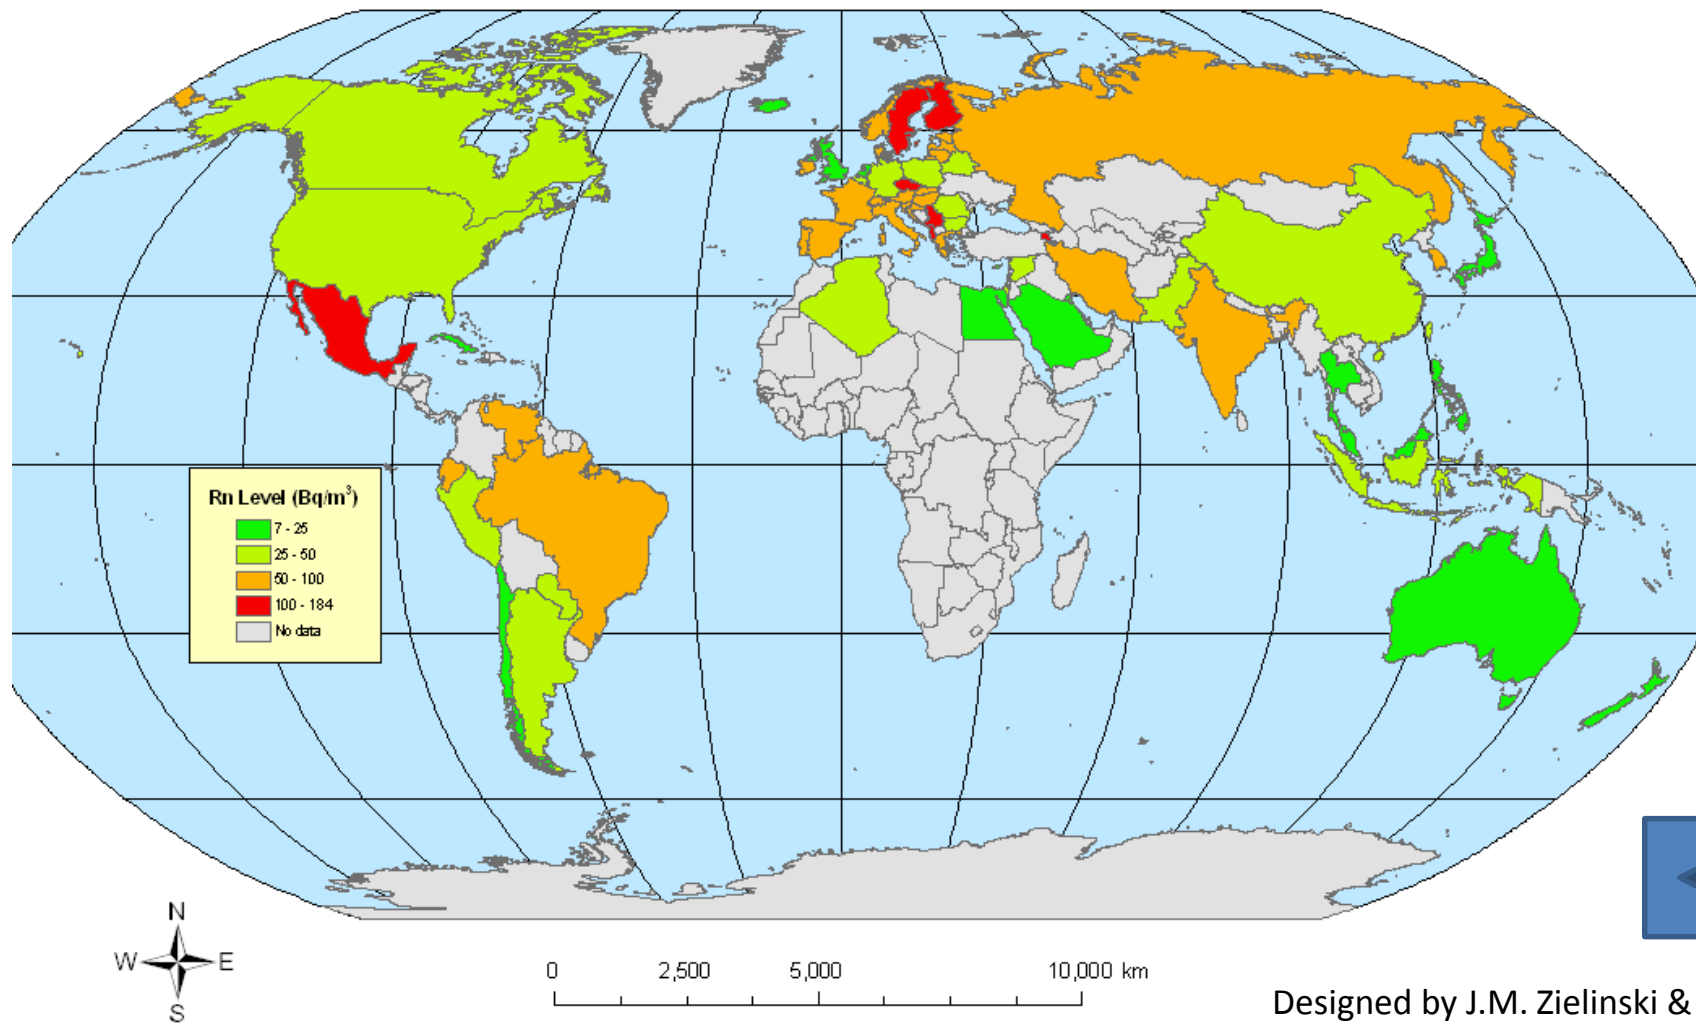 Rn Level (Bq/m³)
7 - 25
25 - 50
50 - 100
100 - 184
No data
N
W E
S
0 2,500 5,000 10,000 km
Designed by J.M. Zielinski &